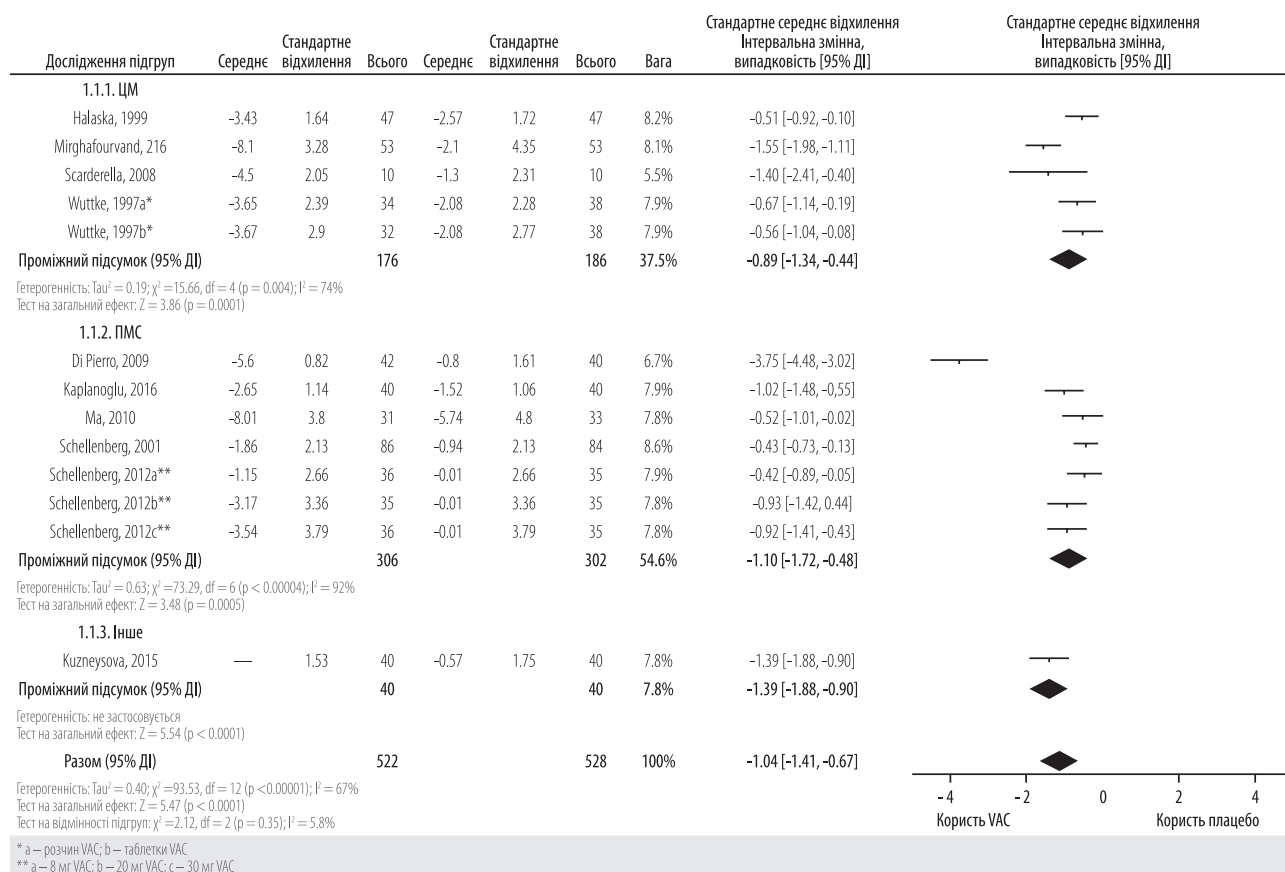 Стандартне середнє відхилення Стандартне середнє відхилення
Стандартне Стандартне Інтервальна змінна, Інтервальна змінна,
Дослідження підгруп Середнє відхилення Всього Середнє відхилення Всього Вага випадковість [95% ДІ] випадковість [95% ДІ]
1.1.1. ЦМ
Halaska, 1999 –3.43 1.64 47 –2.57 1.72 47 8.2% –0.51 [–0.92, –0.10]
Mirghafourvand, 216 –8.1 3.28 53 –2.1 4.35 53 8.1% –1.55 [–1.98, –1.11]
Scarderella, 2008 –4.5 2.05 10 –1.3 2.31 10 5.5% –1.40 [–2.41, –0.40]
Wuttke, 1997a* –3.65 2.39 34 –2.08 2.28 38 7.9% –0.67 [–1.14, –0.19]
Wuttke, 1997b* –3.67 2.9 32 –2.08 2.77 38 7.9% –0.56 [–1.04, –0.08]
Проміжний підсумок (95% ДІ) 176 186 37.5% –0.89 [–1.34, –0.44]
Гетерогенність: Tau² = 0.19; χ² =15.66, df = 4 (p = 0.004); I² = 74%
Тест на загальний ефект: Z = 3.86 (p = 0.0001)
1.1.2. ПМС
Di Pierro, 2009 –5.6 0.82 42 –0.8 1.61 40 6.7% –3.75 [–4.48, –3.02]
Kaplanoglu, 2016 –2.65 1.14 40 –1.52 1.06 40 7.9% –1.02 [–1.48, –0,55]
Ma, 2010 –8.01 3.8 31 –5.74 4.8 33 7.8% –0.52 [–1.01, –0.02]
Schellenberg, 2001 –1.86 2.13 86 –0.94 2.13 84 8.6% –0.43 [–0.73, –0.13]
Schellenberg, 2012a** –1.15 2.66 36 –0.01 2.66 35 7.9% –0.42 [–0.89, –0.05]
Schellenberg, 2012b** –3.17 3.36 35 –0.01 3.36 35 7.8% –0.93 [–1.42, 0.44]
Schellenberg, 2012c** –3.54 3.79 36 –0.01 3.79 35 7.8% –0.92 [–1.41, –0.43]
Проміжний підсумок (95% ДІ) 306 302 54.6% –1.10 [–1.72, –0.48]
Гетерогенність: Tau² = 0.63; χ² =73.29, df = 6 (p < 0.00004); I² = 92%
Тест на загальний ефект: Z = 3.48 (p = 0.0005)
1.1.3. Інше
Kuzneysova, 2015 — 1.53 40 –0.57 1.75 40 7.8% –1.39 [–1.88, –0.90]
Проміжний підсумок (95% ДІ) 40 40 7.8% –1.39 [–1.88, –0.90]
Гетерогенність: не застосовується
Тест на загальний ефект: Z = 5.54 (p < 0.0001)
Разом (95% ДІ) 522 528 100% –1.04 [–1.41, –0.67]
Гетерогенність: Tau² = 0.40; χ² =93.53, df = 12 (p <0.00001); I² = 67%
Тест на загальний ефект: Z = 5.47 (p < 0.0001)
Тест на відмінності підгруп: χ² =2.12, df = 2 (p = 0.35); I² = 5.8%
- 4 - 2 0 2 4
Користь VAC Користь плацебо
* a – розчин VAC; b – таблетки VAC
** a – 8 мг VAC; b – 20 мг VAC; c – 30 мг VAC